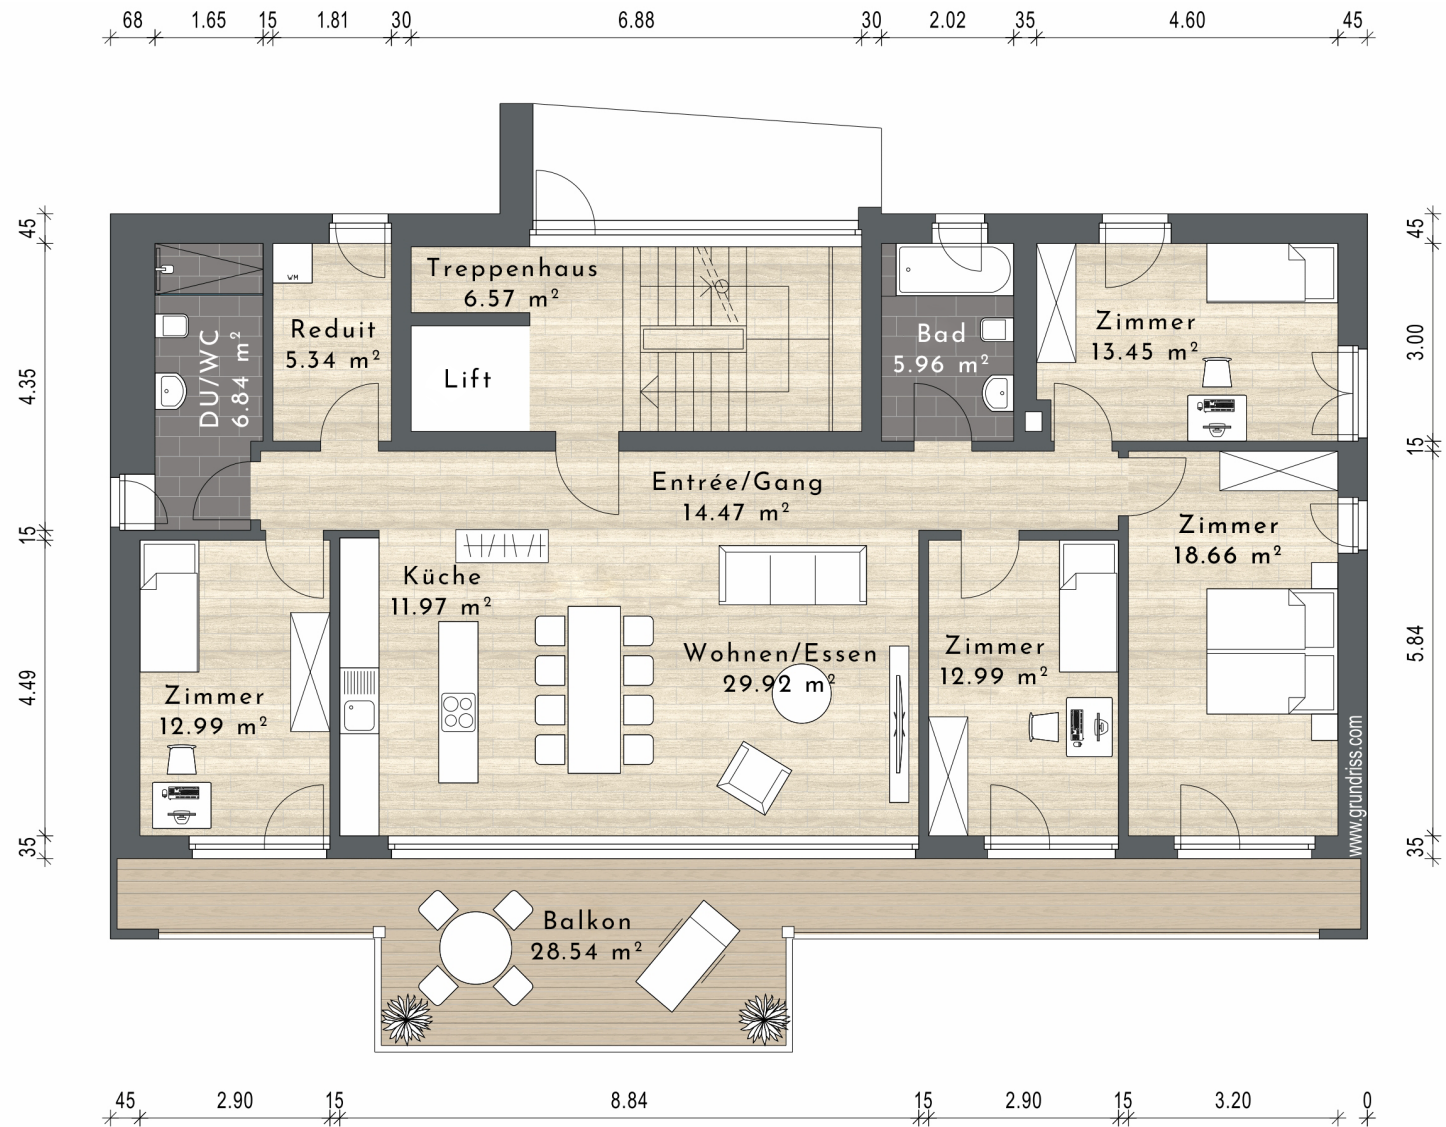 68 1.65 15 1.81 30 6.88 30 2.02 35 4.60 45
45
4.35
15
4.49
35
45
3.00
15
5.84
35
Treppenhaus
6.57 m²
WM
Reduit
5.34 m²
DU/WC
6.84 m²
Lift
Bad
5.96 m²
Zimmer
13.45 m²
Entrée/Gang
14.47 m²
Zimmer
18.66 m²
Küche
11.97 m²
Wohnen/Essen
29.92 m²
Zimmer
12.99 m²
Zimmer
12.99 m²
www.grundriss.com
Balkon
28.54 m²
45 2.90 15 8.84 15 2.90 15 3.20 0